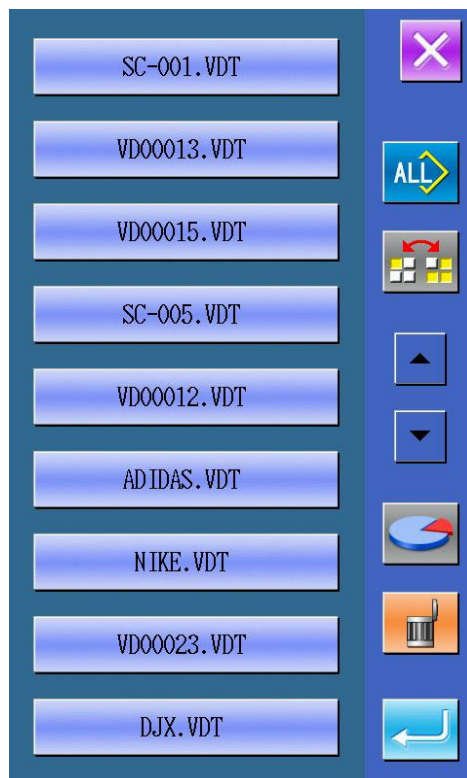 SC-001.VDT
VD00013.VDT
ALL
VD00015.VDT
SC-005.VDT
VD00012.VDT
ADIDAS.VDT
NIKE.VDT
VD00023.VDT
DJX.VDT